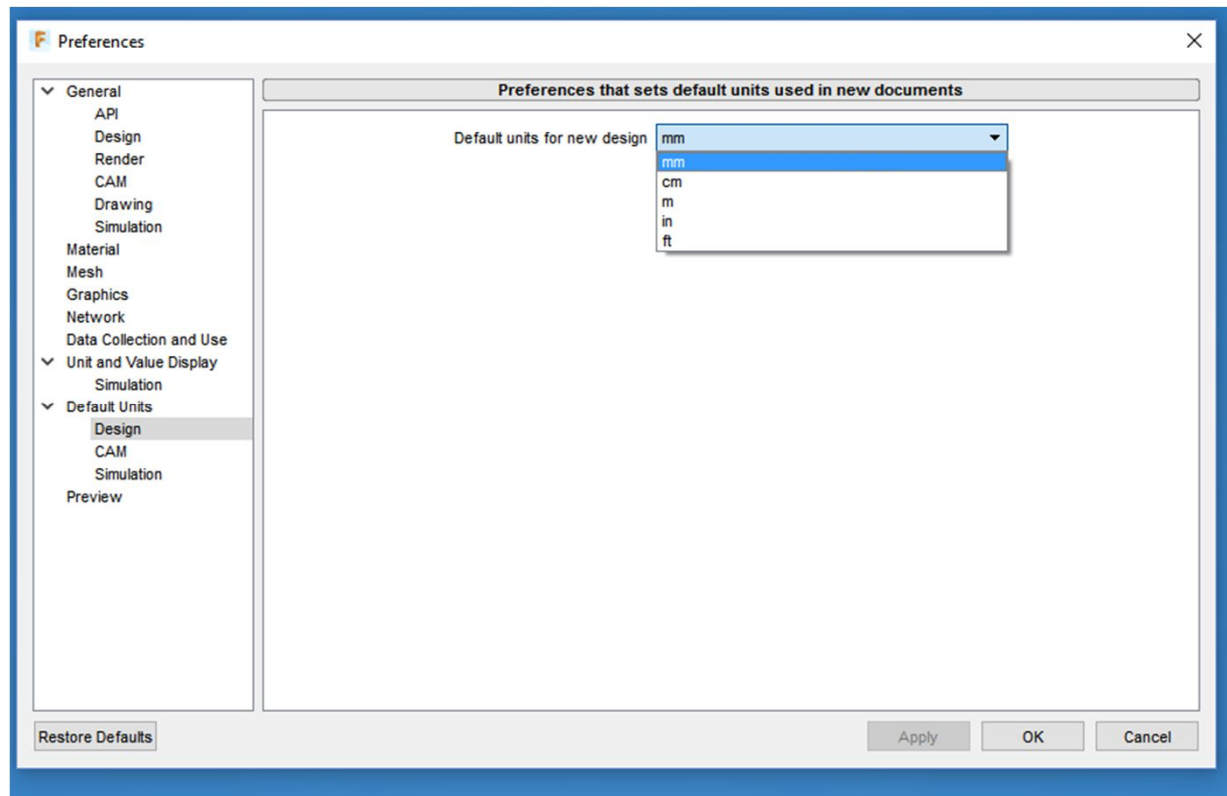 F Preferences
General
API
Design
Render
CAM
Drawing
Simulation
Material
Mesh
Graphics
Network
Data Collection and Use
Unit and Value Display
Simulation
Default Units
Design
CAM
Simulation
Preview
Preferences that sets default units used in new documents
Default units for new design mm
mm
cm
m
in
ft
Restore Defaults
Apply
OK
Cancel